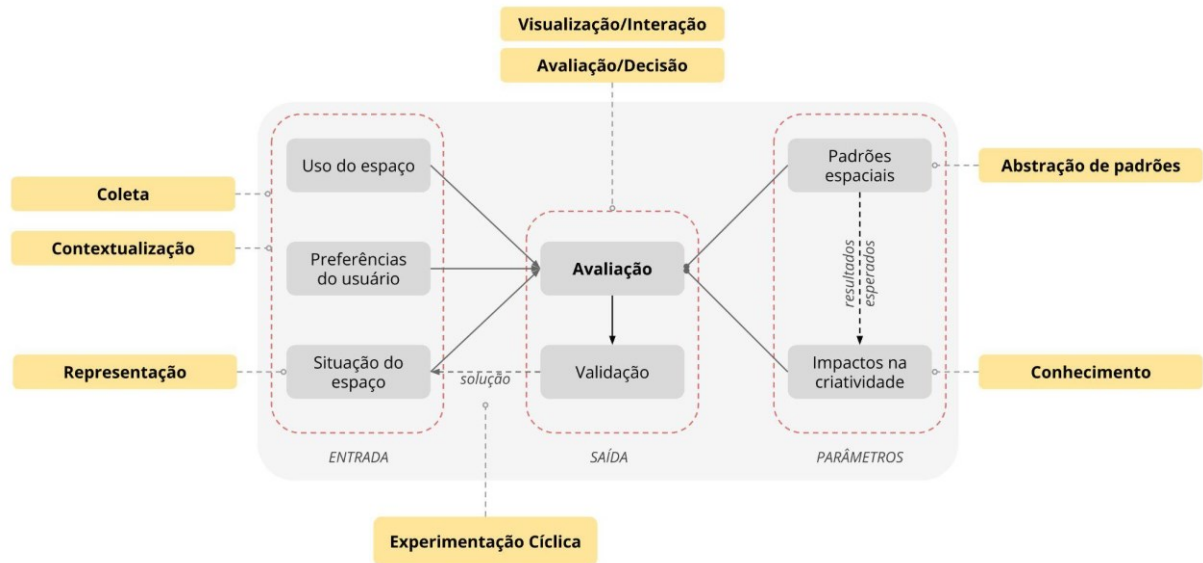 Visualização/Interação
Avaliação/Decisão
Uso do espaço
Padrões
espaciais
Abstração de padrões
Coleta
Contextualização
Preferências
do usuário
Avaliação
resultados
esperados
Representação
Situação do
espaço
solução
Validação
Impactos na
criatividade
Conhecimento
ENTRADA
SAÍDA
PARÂMETROS
Experimentação Cíclica